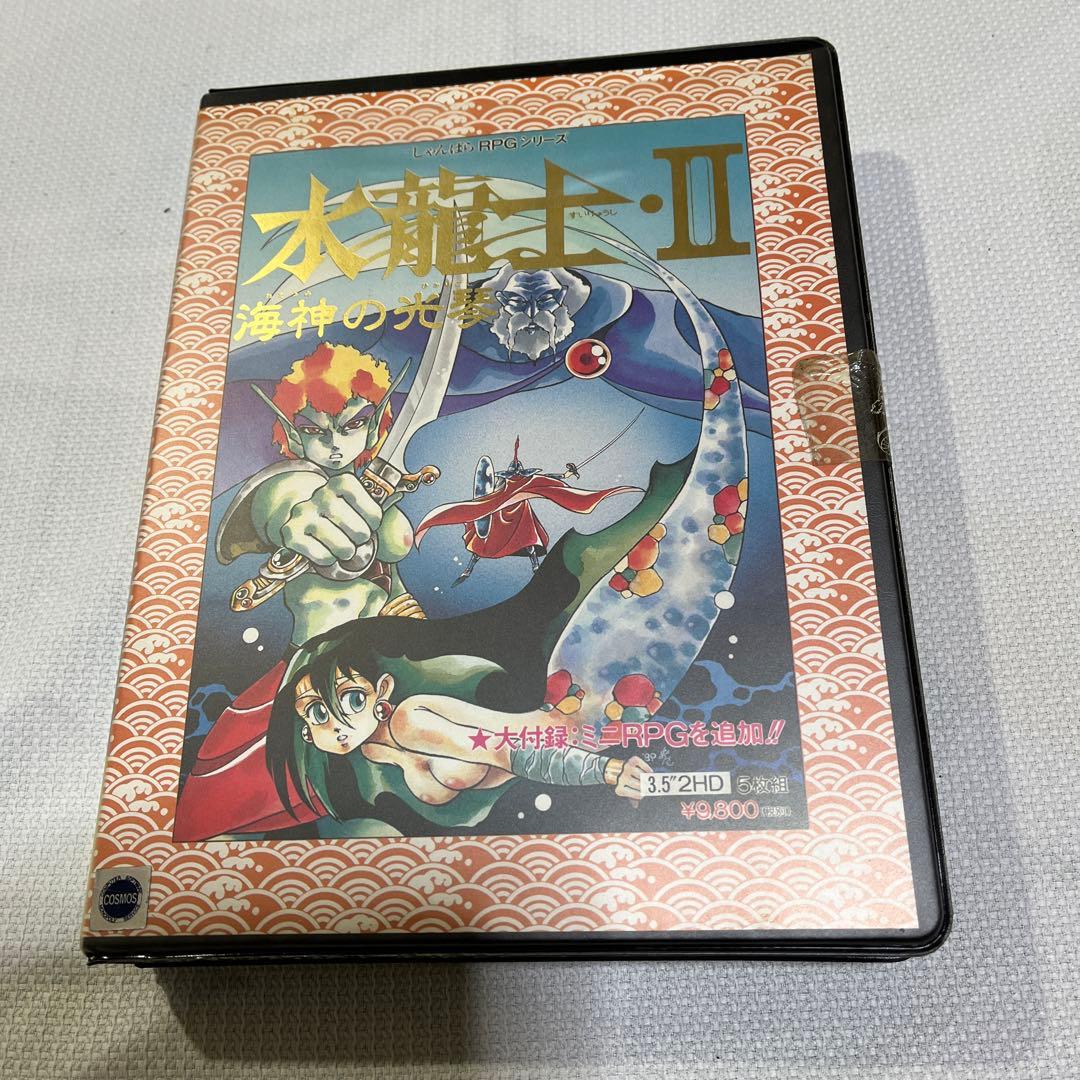 しゃんばらRPGシリーズ
水龍士・II
すいりゅうし
海神の光琴
★大付録：ミニRPGを追加!!
3.5″2HD 5枚組
¥9,800
COSMOS